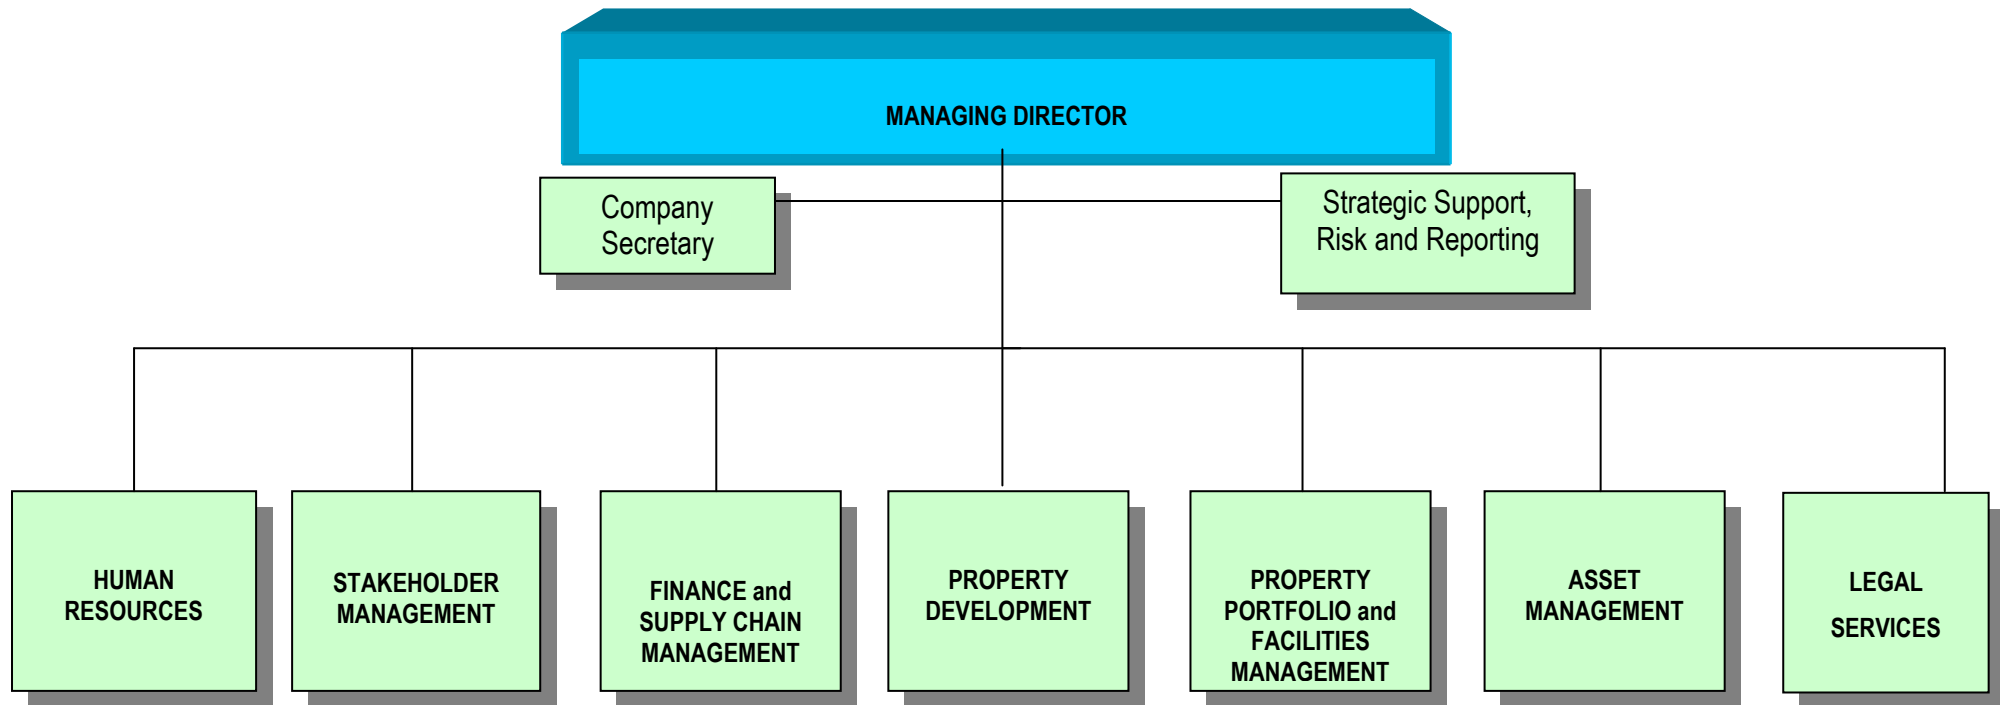 MANAGING DIRECTOR
Company
Secretary
Strategic Support,
Risk and Reporting
HUMAN
RESOURCES
STAKEHOLDER
MANAGEMENT
FINANCE and
SUPPLY CHAIN
MANAGEMENT
PROPERTY
DEVELOPMENT
PROPERTY
PORTFOLIO and
FACILITIES
MANAGEMENT
ASSET
MANAGEMENT
LEGAL
SERVICES